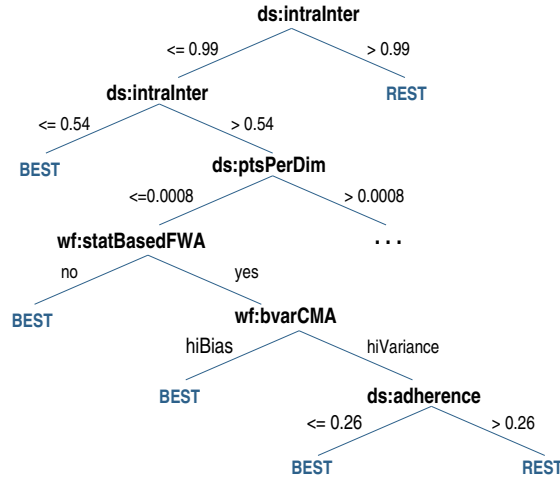 ds:intraInter
<= 0.99
> 0.99
ds:intraInter
REST
<= 0.54
> 0.54
BEST
ds:ptsPerDim
<=0.0008
> 0.0008
wf:statBasedFWA
...
no
yes
BEST
wf:bvarCMA
hiBias
hiVariance
BEST
ds:adherence
<= 0.26
> 0.26
BEST
REST